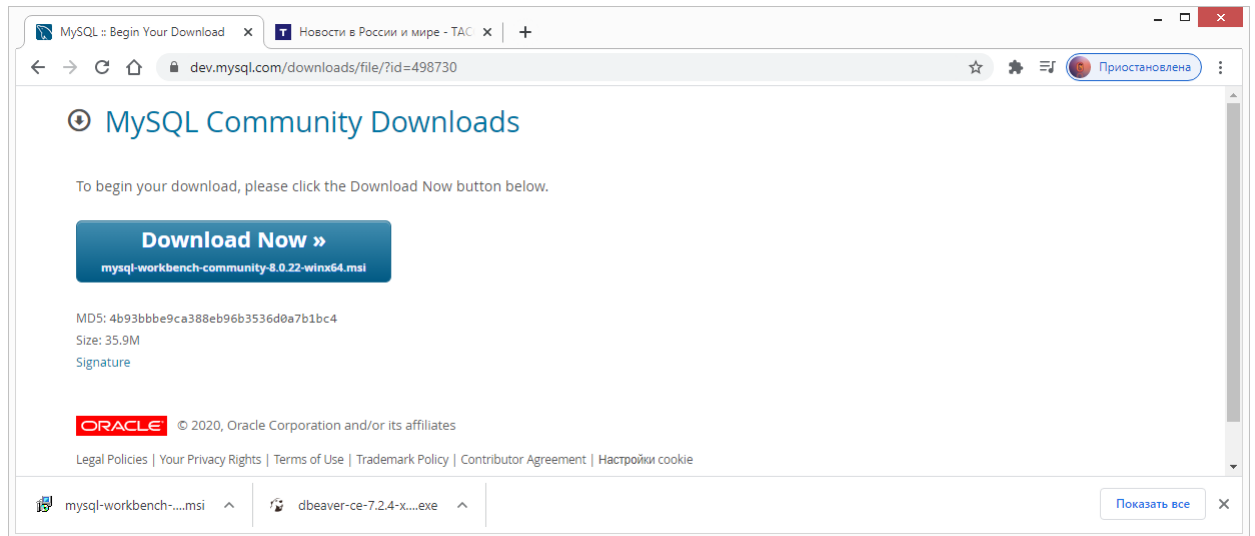 MySQL :: Begin Your Download
Новости в России и мире - ТАС
dev.mysql.com/downloads/file/?id=498730
Приостановлена
MySQL Community Downloads
To begin your download, please click the Download Now button below.
Download Now »
mysql-workbench-community-8.0.22-winx64.msi
MD5: 4b93bbbe9ca388eb96b3536d0a7b1bc4
Size: 35.9M
Signature
ORACLE © 2020, Oracle Corporation and/or its affiliates
Legal Policies | Your Privacy Rights | Terms of Use | Trademark Policy | Contributor Agreement | Настройки cookie
mysql-workbench-....msi
dbeaver-ce-7.2.4-x....exe
Показать все